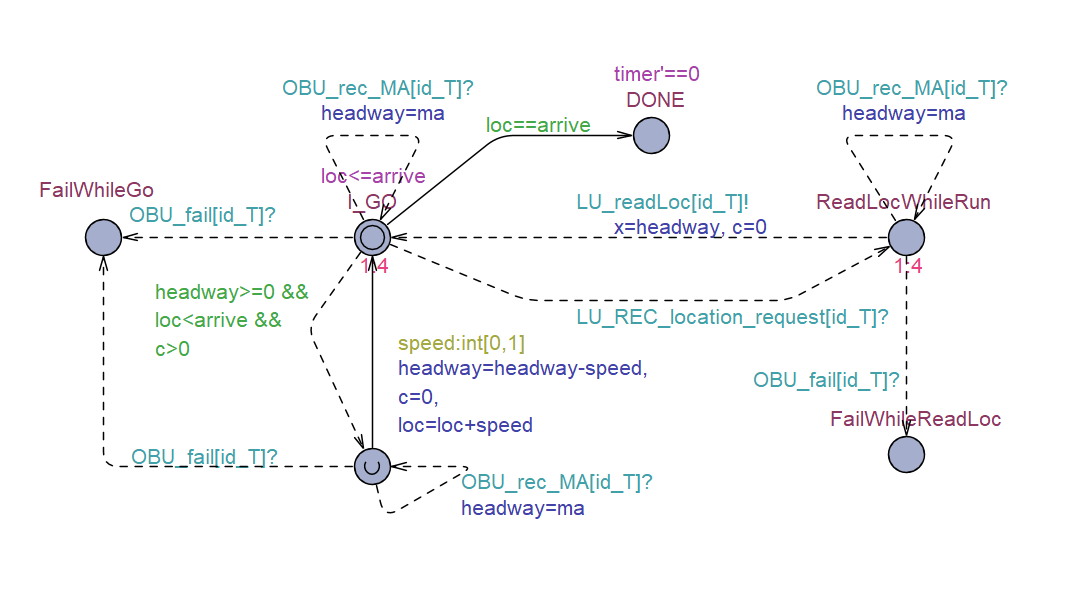 timer'==0
DONE
OBU_rec_MA[id_T]?
headway=ma
OBU_rec_MA[id_T]?
headway=ma
loc==arrive
loc<=arrive
I_GO
FailWhileGo
OBU_fail[id_T]?
LU_readLoc[id_T]!
x=headway, c=0
ReadLocWhileRun
1:4
1:4
headway>=0 &&
loc<arrive &&
c>0
LU_REC_location_request[id_T]?
speed:int[0,1]
headway=headway-speed,
c=0,
loc=loc+speed
OBU_fail[id_T]?
FailWhileReadLoc
OBU_fail[id_T]?
OBU_rec_MA[id_T]?
headway=ma